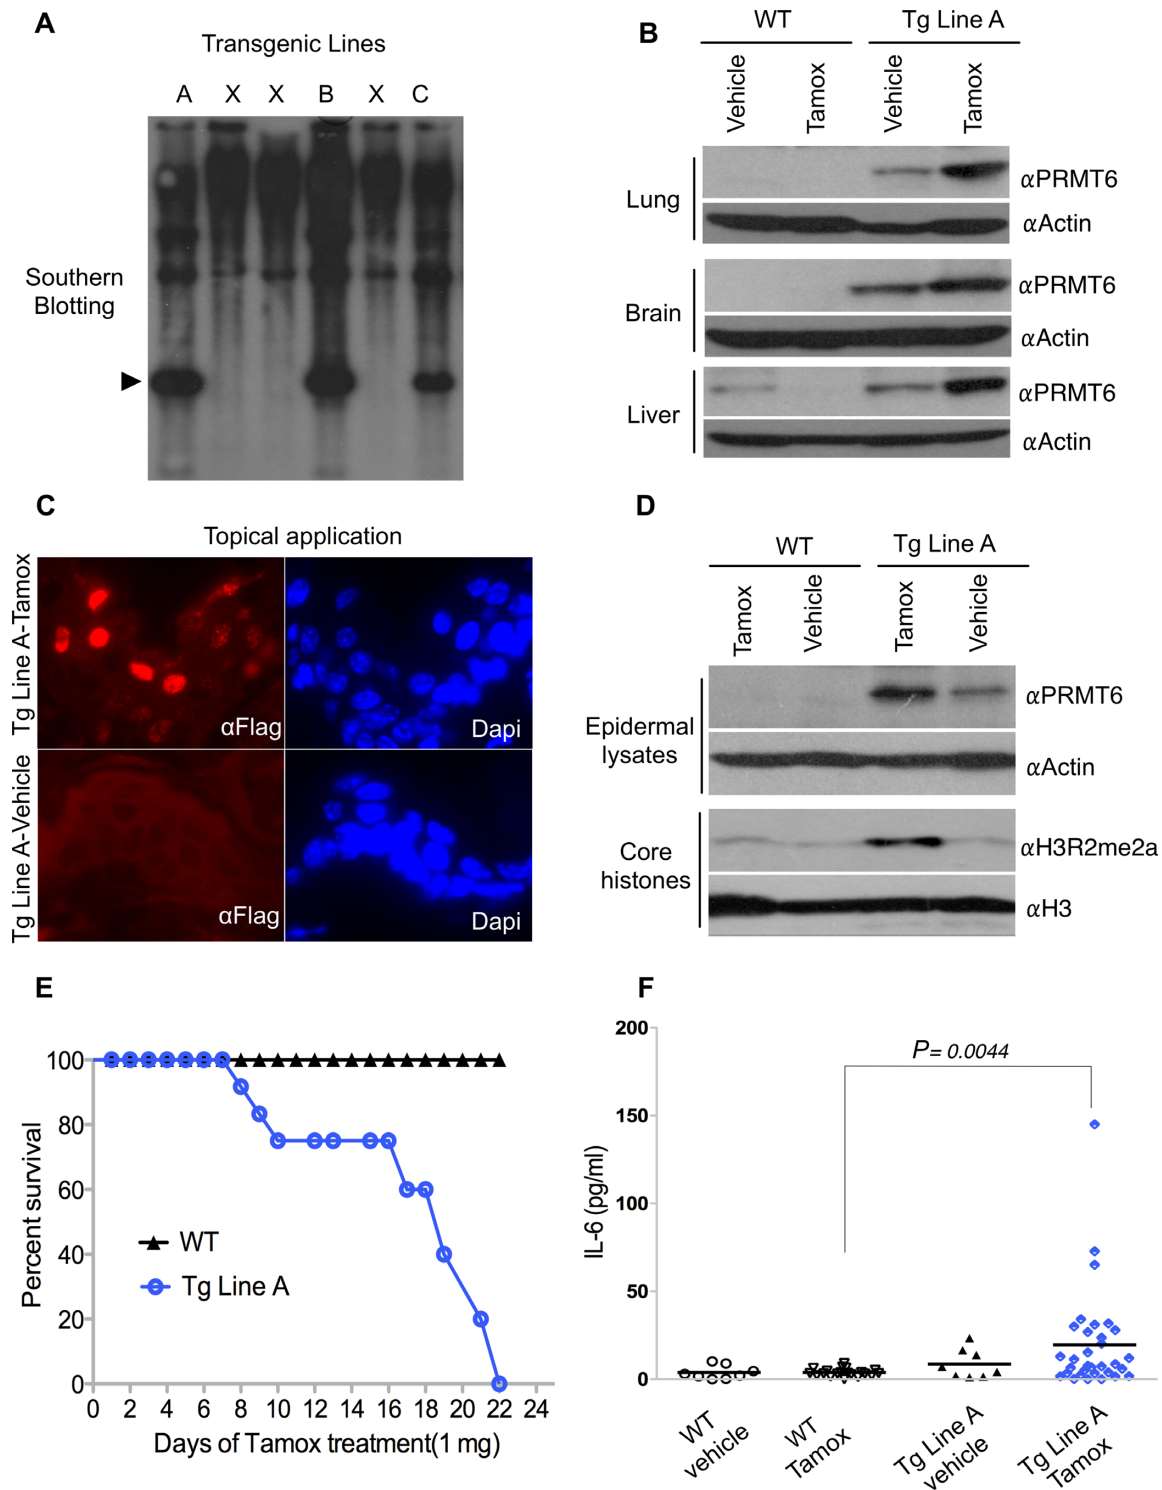 A
Transgenic Lines
A X X B X C
Southern
Blotting
B
WT Tg Line A
Vehicle Tamox Vehicle Tamox
Lung
αPRMT6
αActin
Brain
αPRMT6
αActin
Liver
αPRMT6
αActin
C
Topical application
Tg Line A-Tamox
αFlag Dapi
Tg Line A-Vehicle
αFlag Dapi
D
WT Tg Line A
Tamox Vehicle Tamox Vehicle
Epidermal
lysates
αPRMT6
αActin
Core
histones
αH3R2me2a
αH3
E
Percent survival
100
80
60
40
20
0
WT
Tg Line A
0 2 4 6 8 10 12 14 16 18 20 22 24
Days of Tamox treatment(1 mg)
F
IL-6 (pg/ml)
200
150
100
50
0
P= 0.0044
WT
vehicle
WT
Tamox
Tg Line A
vehicle
Tg Line A
Tamox